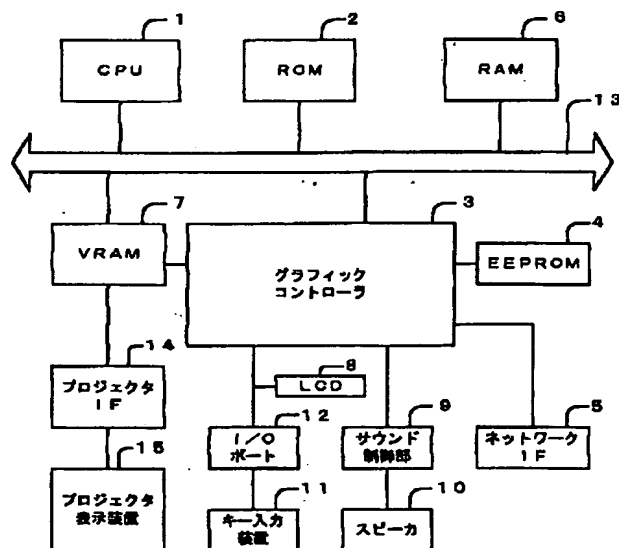 1
2
6
CPU
ROM
RAM
13
7
3
4
VRAM
グラフィック
コントローラ
EEPROM
14
8
LCD
プロジェクタ
IF
12
9
5
I/O
ポート
サウンド
制御部
ネットワーク
IF
15
11
10
プロジェクタ
表示装置
キー入力
装置
スピーカ